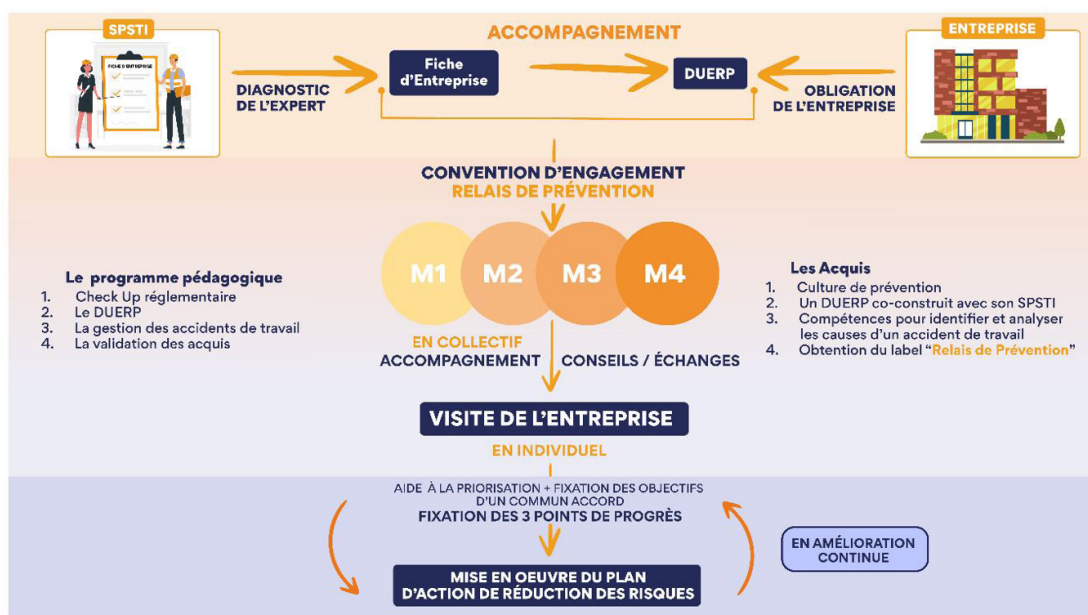 SPSTI
FICHE D'ENTREPRISE
DIAGNOSTIC
DE L'EXPERT
ACCOMPAGNEMENT
Fiche
d'Entreprise
DUERP
ENTREPRISE
OBLIGATION
DE L'ENTREPRISE
CONVENTION D'ENGAGEMENT
RELAIS DE PRÉVENTION
M1
M2
M3
M4
Le programme pédagogique
1. Check Up réglementaire
2. Le DUERP
3. La gestion des accidents de travail
4. La validation des acquis
Les Acquis
1. Culture de prévention
2. Un DUERP co-construit avec son SPSTI
3. Compétences pour identifier et analyser
les causes d'un accident de travail
4. Obtention du label “Relais de Prévention”
EN COLLECTIF
ACCOMPAGNEMENT
CONSEILS / ÉCHANGES
VISITE DE L'ENTREPRISE
EN INDIVIDUEL
AIDE À LA PRIORISATION + FIXATION DES OBJECTIFS
D'UN COMMUN ACCORD
FIXATION DES 3 POINTS DE PROGRÈS
EN AMÉLIORATION
CONTINUE
MISE EN OEUVRE DU PLAN
D'ACTION DE RÉDUCTION DES RISQUES